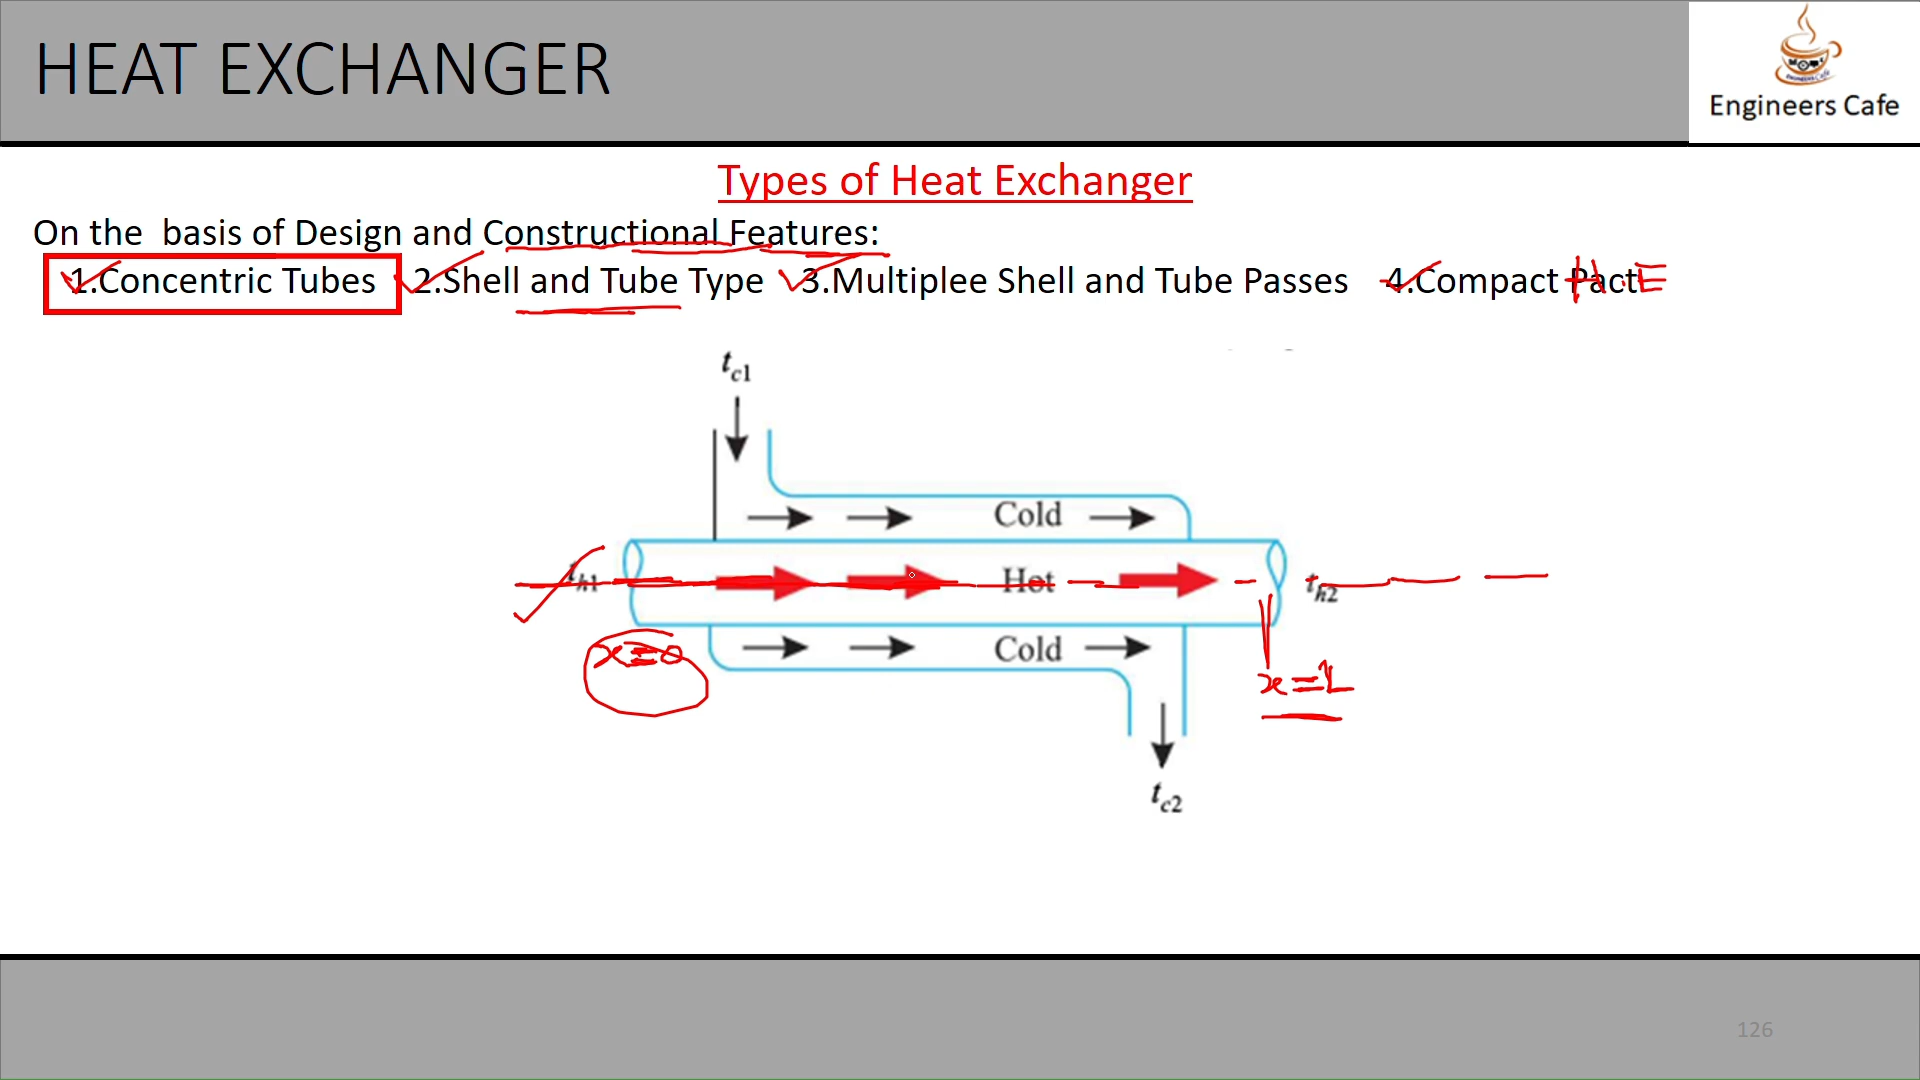 HEAT EXCHANGER
Engineers Cafe
Types of Heat Exchanger
On the basis of Design and Constructional Features:
1.Concentric Tubes 2.Shell and Tube Type 3.Multiplee Shell and Tube Passes 4.Compact Pact H.E
tc1
Cold
th1 Hot th2
Cold
x=0
x=L
tc2
126